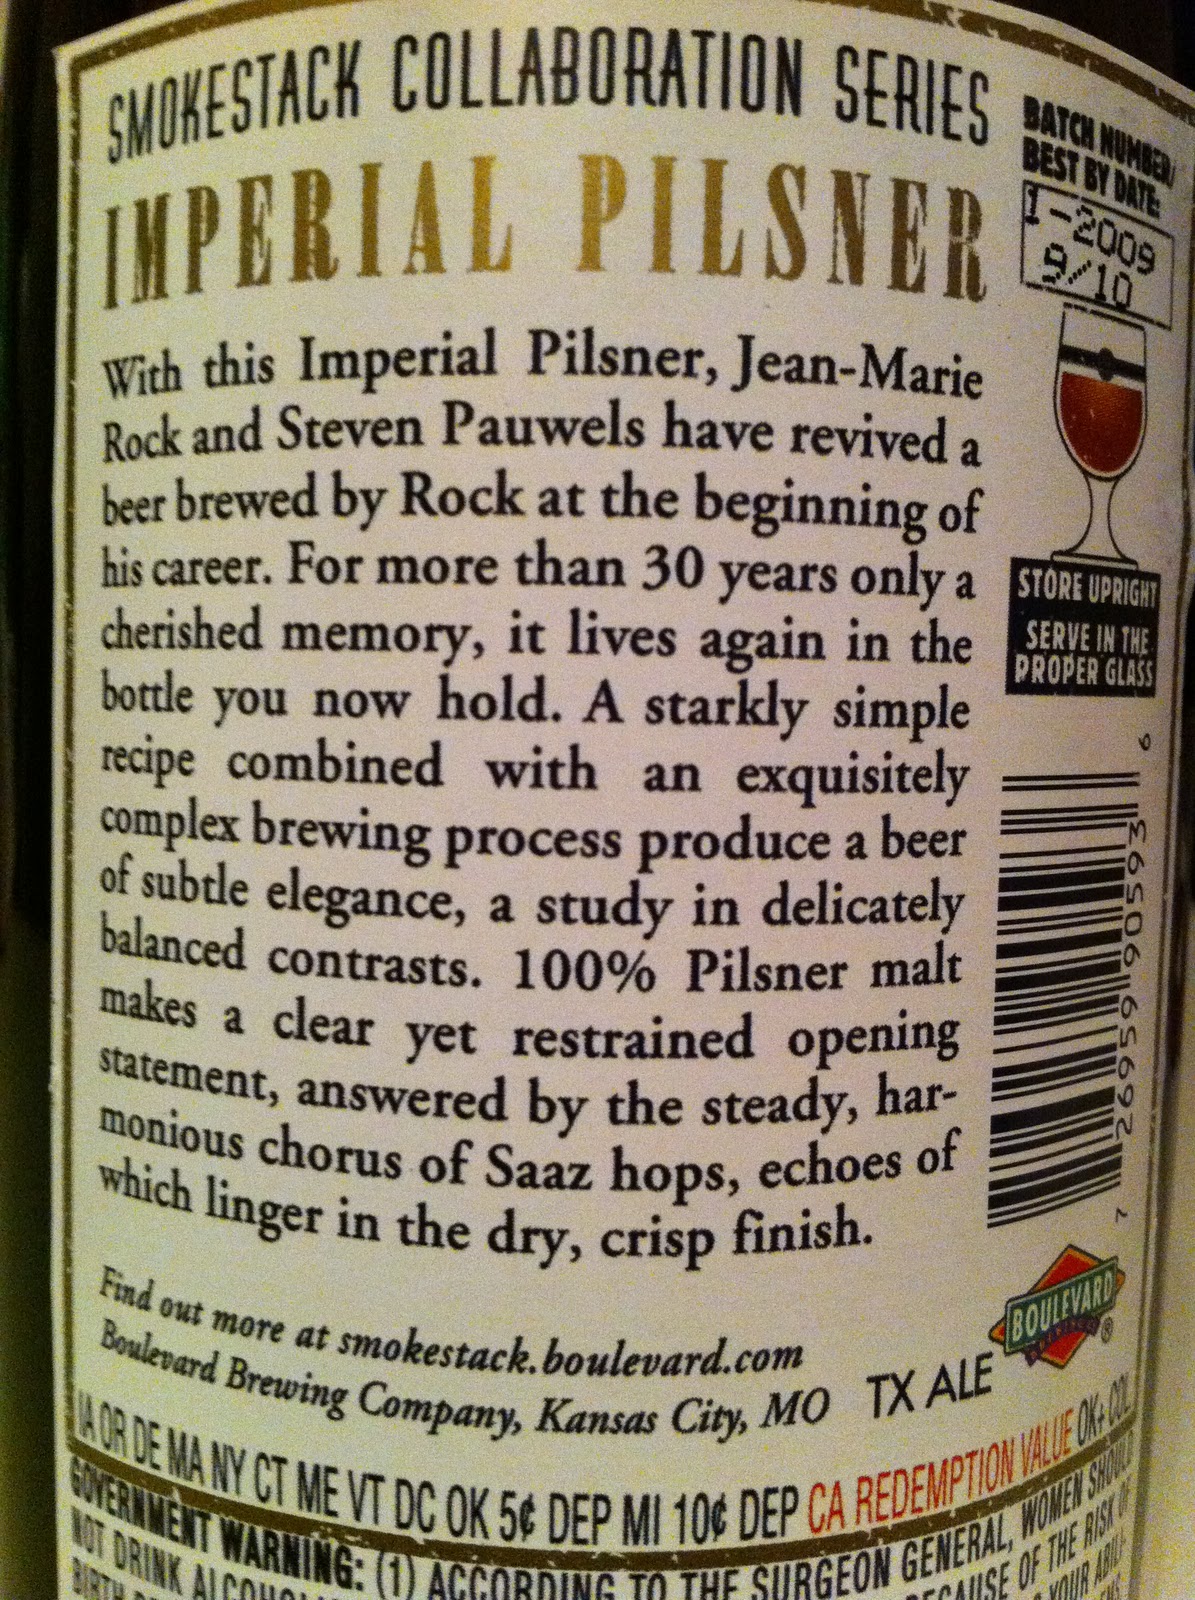 SMOKESTACK COLLABORATION SERIES
IMPERIAL PILSNER
With this Imperial Pilsner, Jean-Marie
Rock and Steven Pauwels have revived a
beer brewed by Rock at the beginning of
his career. For more than 30 years only a
cherished memory, it lives again in the
bottle you now hold. A starkly simple
recipe combined with an exquisitely
complex brewing process produce a beer
of subtle elegance, a study in delicately
balanced contrasts. 100% Pilsner malt
makes a clear yet restrained opening
statement, answered by the steady, har-
monious chorus of Saaz hops, echoes of
which linger in the dry, crisp finish.
Find out more at smokestack.boulevard.com
Boulevard Brewing Company, Kansas City, MO
TX ALE
BATCH NUMBER/
BEST BY DATE:
1-2009
9/10
STORE UPRIGHT
SERVE IN THE
PROPER GLASS
7 26959 90593 6
BOULEVARD
®
IA OR DE MA NY CT ME VT DC OK 5¢ DEP MI 10¢ DEP CA REDEMPTION VALUE OK+
GOVERNMENT WARNING: (1) ACCORDING TO THE SURGEON GENERAL, WOMEN SHOULD
NOT DRINK BECAUSE OF THE RISK OF
YOUR